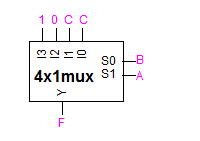 1 0 C C
I3 I2 I1 I0
S0 B
4x1mux S1 A
Y
F